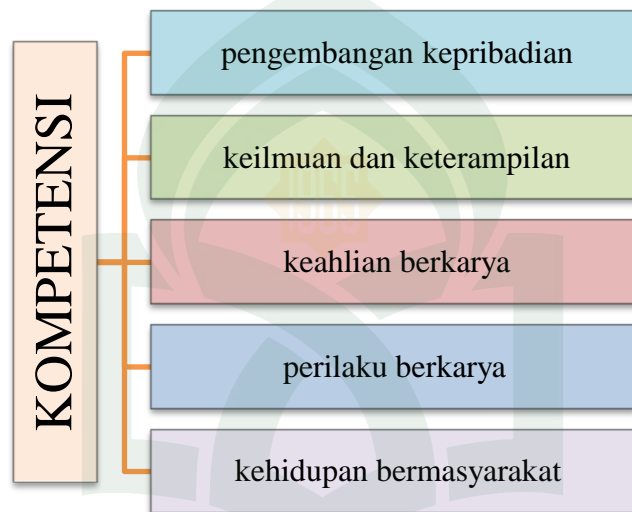 KOMPETENSI
pengembangan kepribadian
keilmuan dan keterampilan
keahlian berkarya
perilaku berkarya
kehidupan bermasyarakat